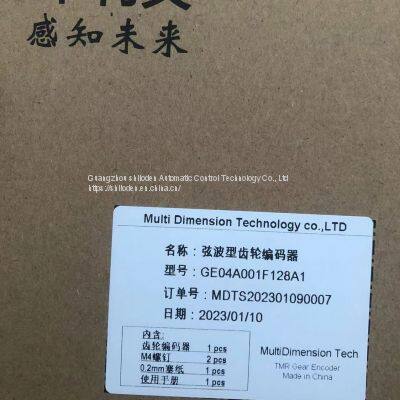 感知未来
Guangzhou shiloden Automatic Control Technology Co., Ltd
https://shiloden.en.china.cn/
Multi Dimension Technology co.,LTD
名称：弦波型齿轮编码器
型号：GE04A001F128A1
订单号：MDTS202301090007
日期：2023/01/10
内含：
齿轮编码器 1 pcs
M4螺钉 2 pcs
0.2mm塞纸 1 pcs
使用手册 1 pcs
MultiDimension Tech
TMR Gear Encoder
Made in China